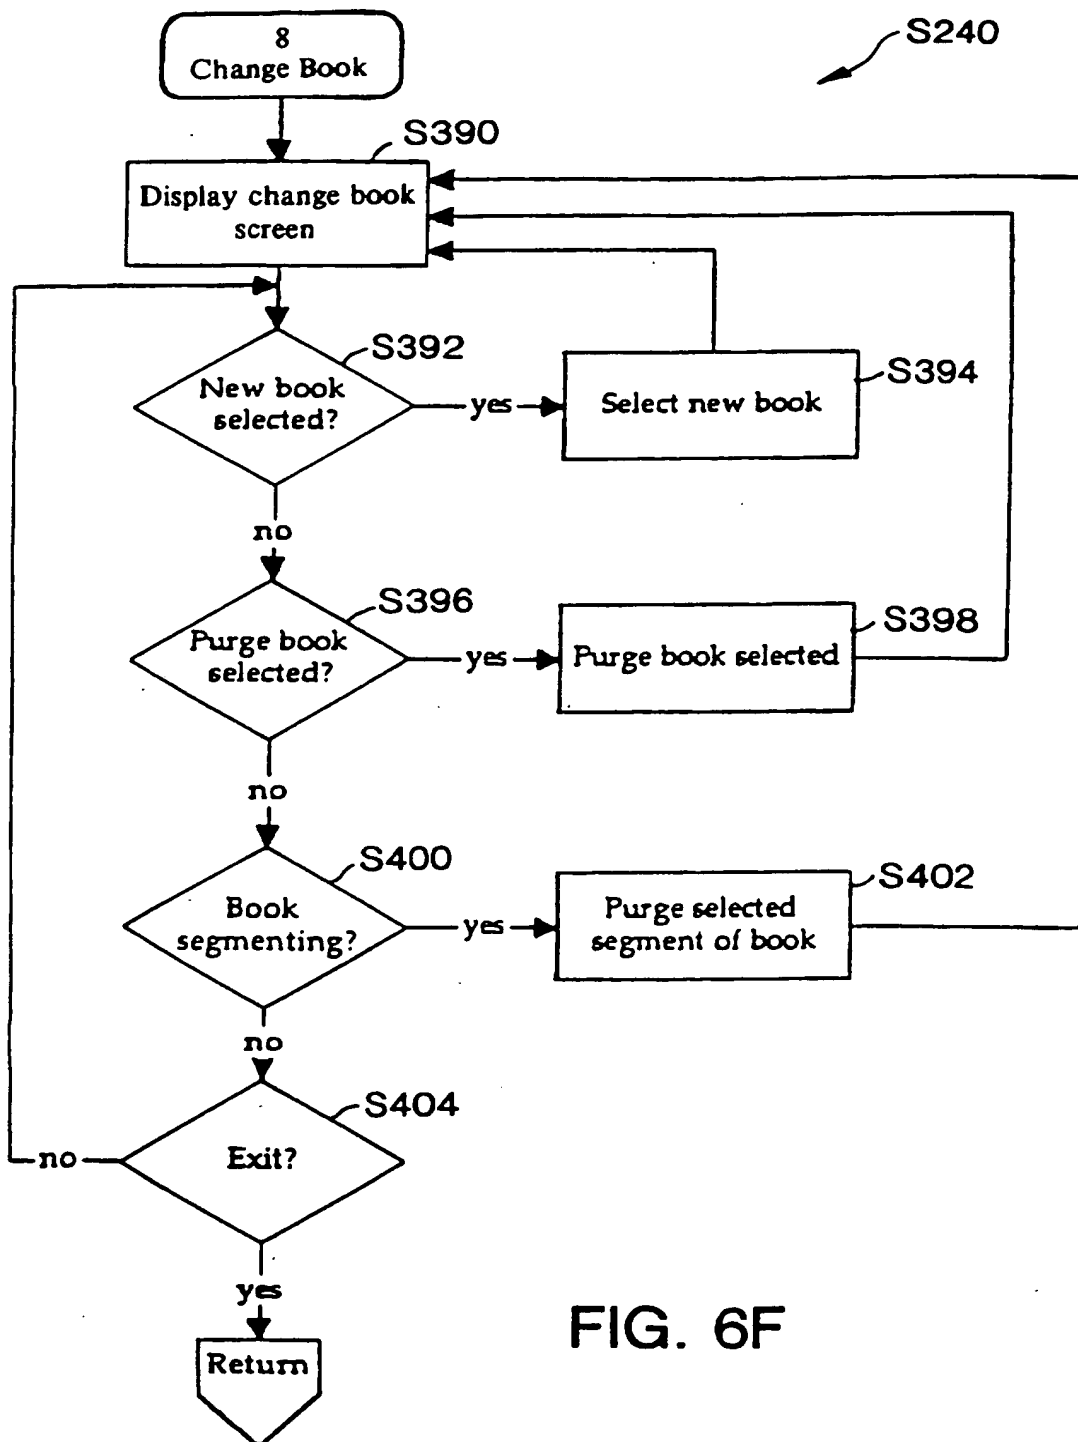 8
Change Book
S240
S390
Display change book
screen
S392
New book
selected?
yes
S394
Select new book
no
S396
Purge book
selected?
yes
S398
Purge book selected
no
S400
Book
segmenting?
yes
S402
Purge selected
segment of book
no
S404
Exit?
no
yes
Return
FIG. 6F